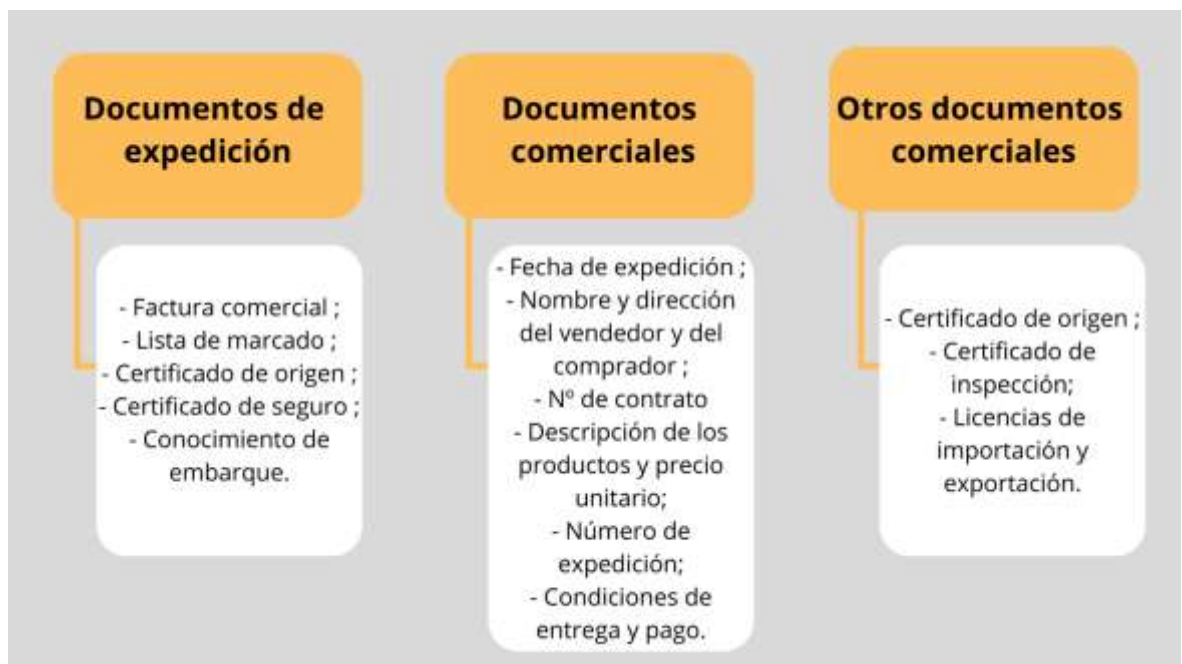 Documentos de
expedición
- Factura comercial ;
- Lista de marcado ;
- Certificado de origen ;
- Certificado de seguro ;
- Conocimiento de
embarque.
Documentos
comerciales
- Fecha de expedición ;
- Nombre y dirección
del vendedor y del
comprador ;
- Nº de contrato
- Descripción de los
productos y precio
unitario;
- Número de
expedición;
- Condiciones de
entrega y pago.
Otros documentos
comerciales
- Certificado de origen ;
- Certificado de
inspección;
- Licencias de
importación y
exportación.